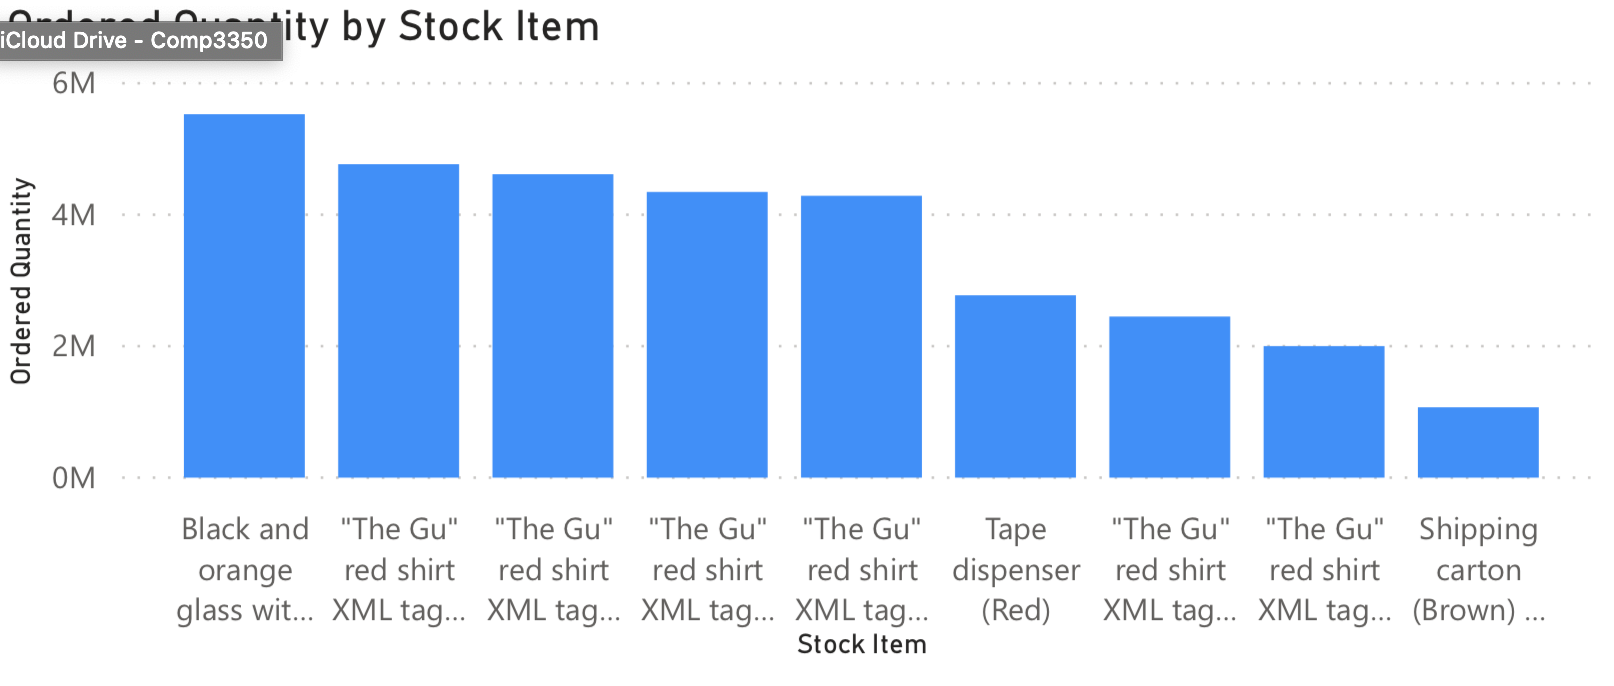 Ordered Quantity by Stock Item
iCloud Drive - Comp3350
6M
4M
2M
0M
Ordered Quantity
Black and
orange
glass wit...
"The Gu"
red shirt
XML tag...
"The Gu"
red shirt
XML tag...
"The Gu"
red shirt
XML tag...
"The Gu"
red shirt
XML tag...
Tape
dispenser
(Red)
"The Gu"
red shirt
XML tag...
"The Gu"
red shirt
XML tag...
Shipping
carton
(Brown) ...
Stock Item